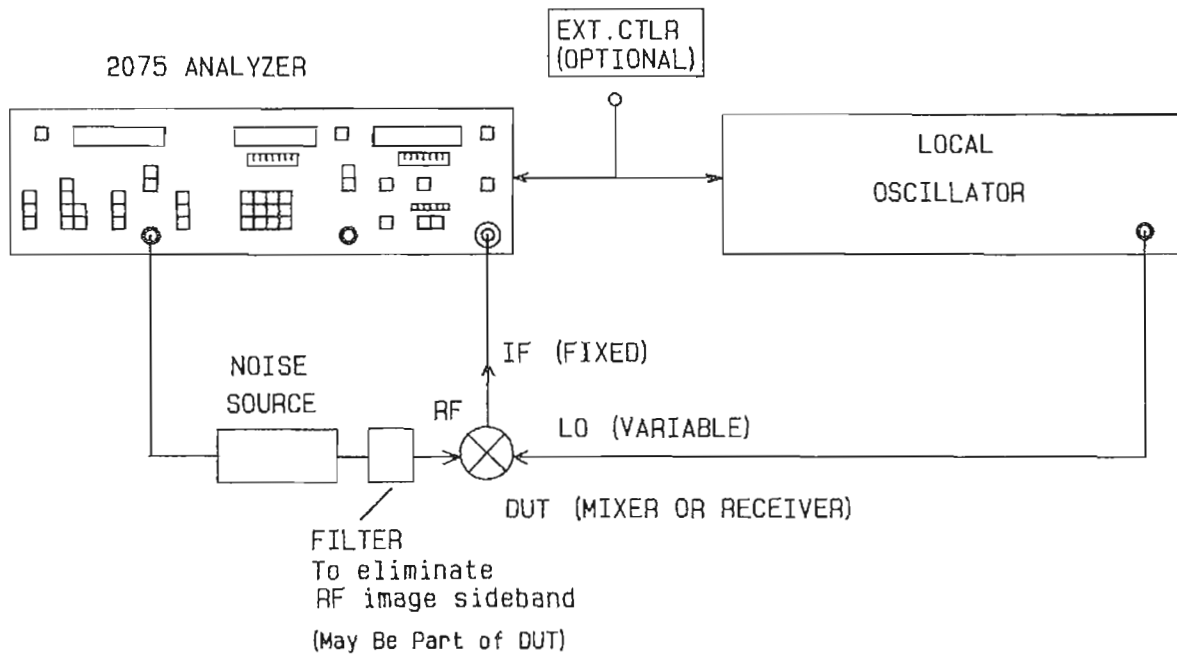 EXT.CTLR
(OPTIONAL)
2075 ANALYZER
LOCAL
OSCILLATOR
IF (FIXED)
NOISE
SOURCE
RF
LO (VARIABLE)
DUT (MIXER OR RECEIVER)
FILTER
To eliminate
RF image sideband
(May Be Part of DUT)